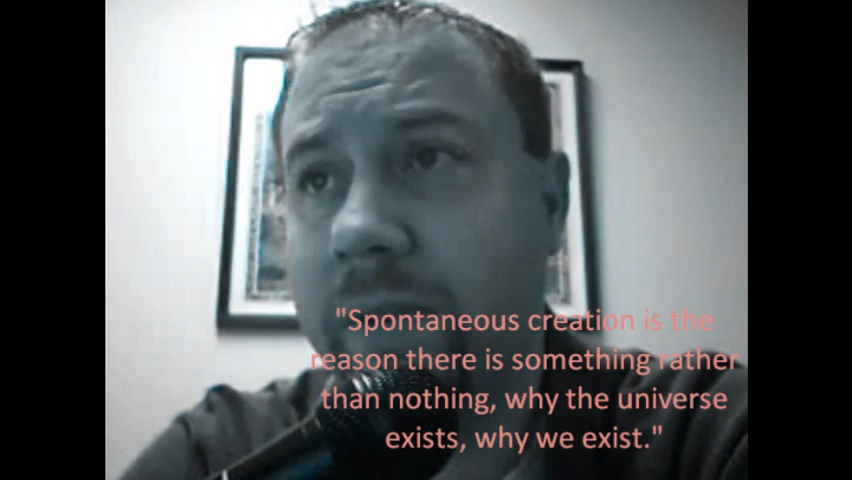 "Spontaneous creation is the
reason there is something rather
than nothing, why the universe
exists, why we exist."